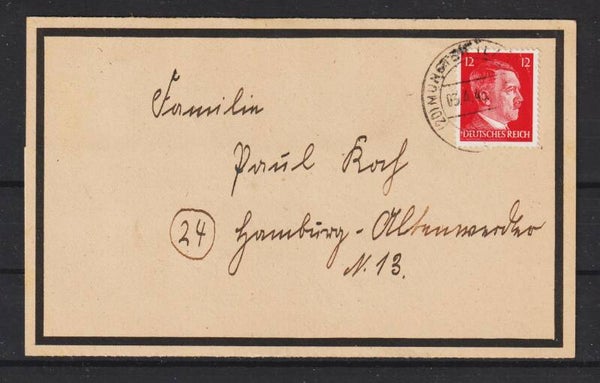 12 12
DEUTSCHES REICH
Familie
Paul Koch
24 Hamburg-Altenwerder
N. 13.